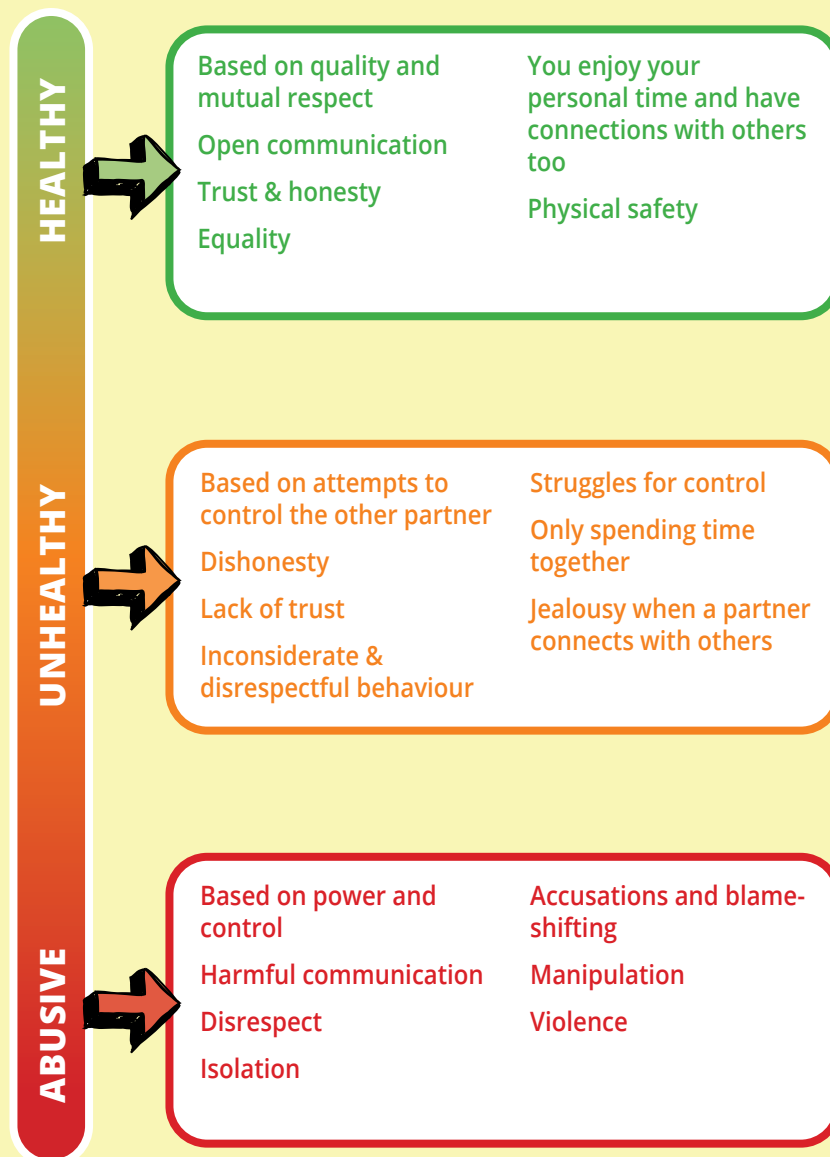 HEALTHY
Based on quality and
mutual respect
Open communication
Trust & honesty
Equality
You enjoy your
personal time and have
connections with others
too
Physical safety
UNHEALTHY
Based on attempts to
control the other partner
Dishonesty
Lack of trust
Inconsiderate &
disrespectful behaviour
Struggles for control
Only spending time
together
Jealousy when a partner
connects with others
ABUSIVE
Based on power and
control
Harmful communication
Disrespect
Isolation
Accusations and blame-
shifting
Manipulation
Violence